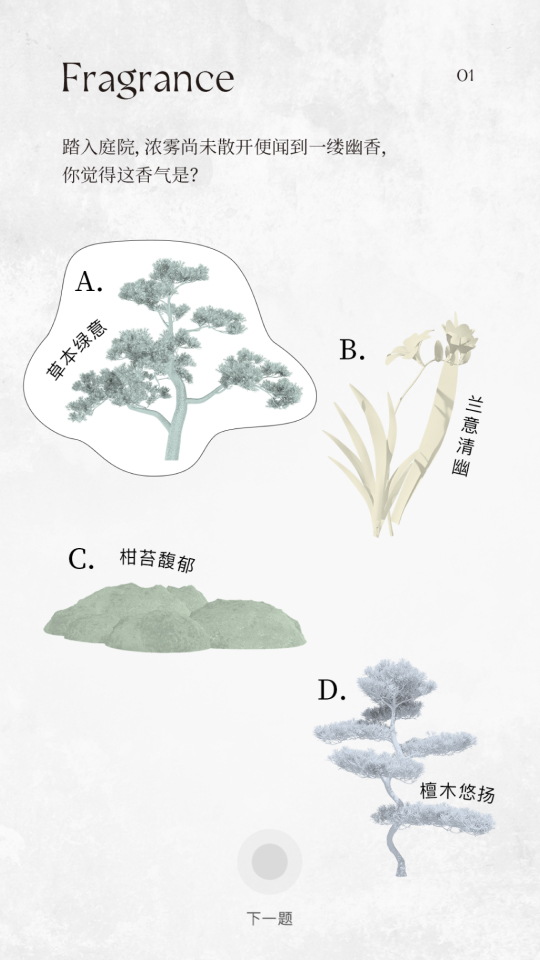 Fragrance
01
踏入庭院, 浓雾尚未散开便闻到一缕幽香,
你觉得这香气是?
A.
草本绿意
B.
兰意清幽
C.
柑苔馥郁
D.
檀木悠扬
下一题